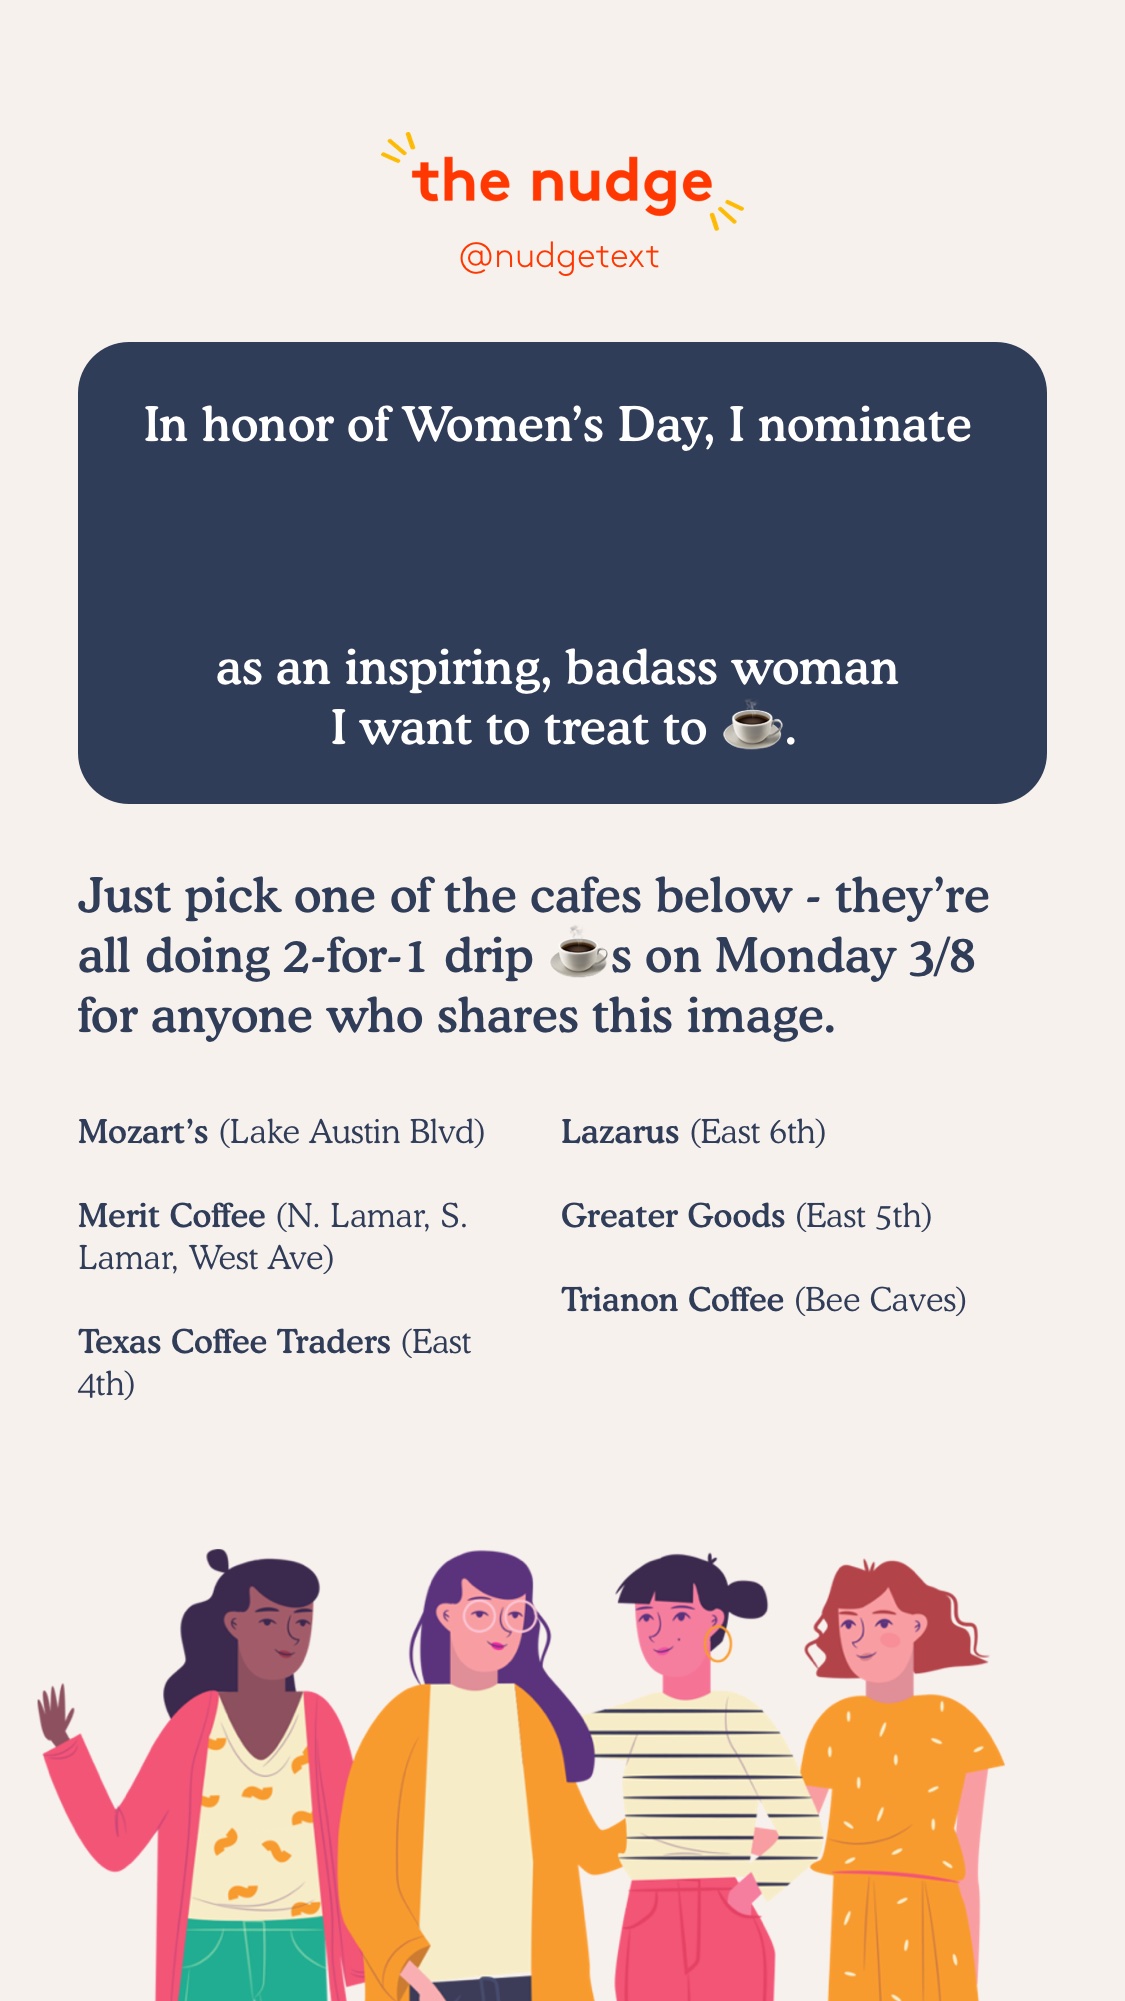 the nudge
@nudgetext
In honor of Women’s Day, I nominate
as an inspiring, badass woman
I want to treat to ☕.
Just pick one of the cafes below - they’re
all doing 2-for-1 drip ☕s on Monday 3/8
for anyone who shares this image.
Mozart’s (Lake Austin Blvd)
Merit Coffee (N. Lamar, S.
Lamar, West Ave)
Texas Coffee Traders (East
4th)
Lazarus (East 6th)
Greater Goods (East 5th)
Trianon Coffee (Bee Caves)